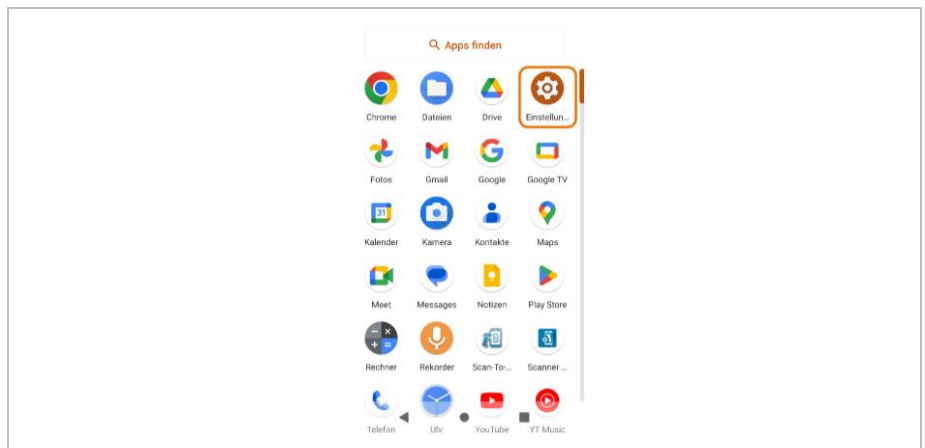 Apps finden
Chrome Dateien Drive Einstellun...
Fotos Gmail Google Google TV
31
Kalender Kamera Kontakte Maps
Meet Messages Notizen Play Store
Rechner Rekorder Scan-To-... Scanner ...
Telefon Uhr YouTube YT Music